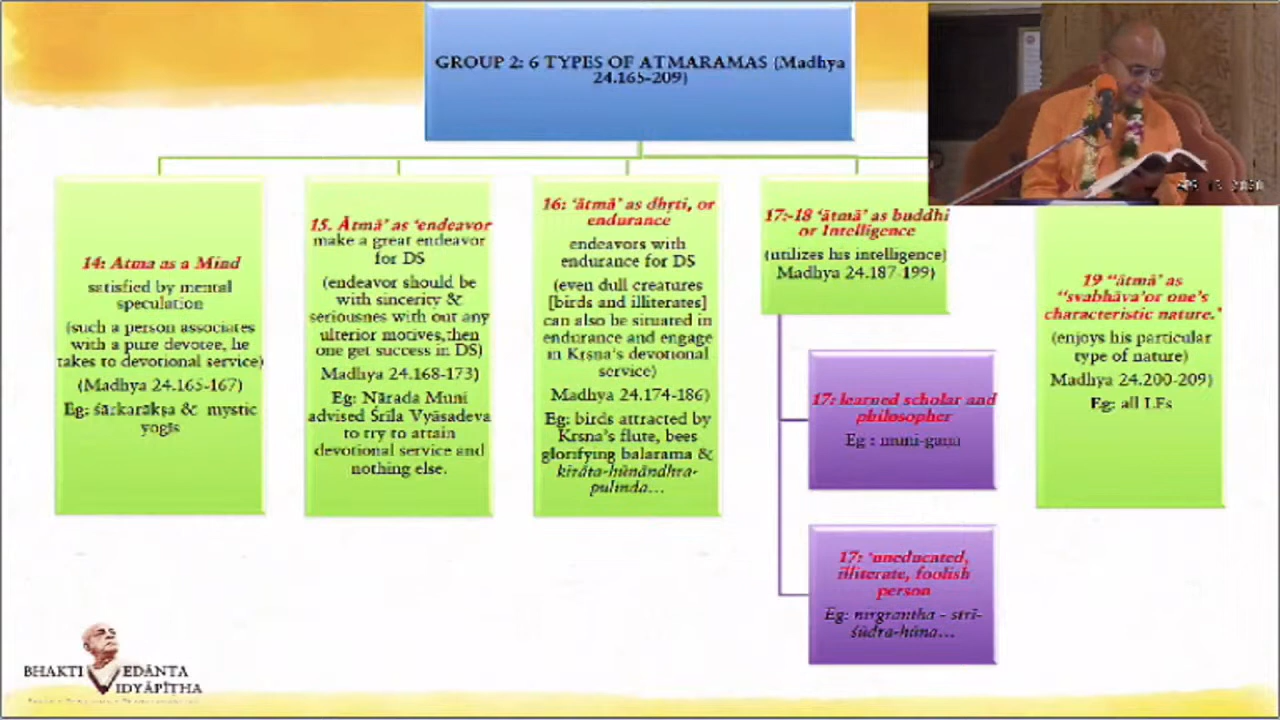 GROUP 2: 6 TYPES OF ATMARAMAS (Madhya
24.165-209)
14: Atma as a Mind
satisfied by mental
speculation
(such a person associates
with a pure devotee, he
takes to devotional service)
(Madhya 24.165-167)
Eg: śārkarākṣa & mystic
yogīs
15. Ātmā' as 'endeavor
make a great endeavor
for DS
(endeavor should be
with sincerity &
seriousnes with out any
ulterior motives,then
one get success in DS)
Madhya 24.168-173)
Eg: Nārada Muni
advised Śrīla Vyāsadeva
to try to attain
devotional service and
nothing else.
16: 'ātmā' as dhṛti, or
endurance
endeavors with
endurance for DS
(even dull creatures
[birds and illiterates]
can also be situated in
endurance and engage
in Kṛsna's devotional
service)
Madhya 24.174-186)
Eg: birds attracted by
Krsna's flute, bees
glorifying balarama &
kirāta-hūnāndhra-
pulinda…
17:-18 'ātmā' as buddhi
or Intelligence
(utilizes his intelligence)
Madhya 24.187-199)
17: learned scholar and
philosopher
Eg : muni-gaṇa
17: 'uneducated,
illiterate, foolish
person
Eg: nirgrantha - strī-
śūdra-hūna…
19 "ātmā' as
"svabhāva'or one's
characteristic nature.'
(enjoys his particular
type of nature)
Madhya 24.200-209)
Eg: all LEs
BHAKTI EDĀNTA
IDYĀPĪṬHA